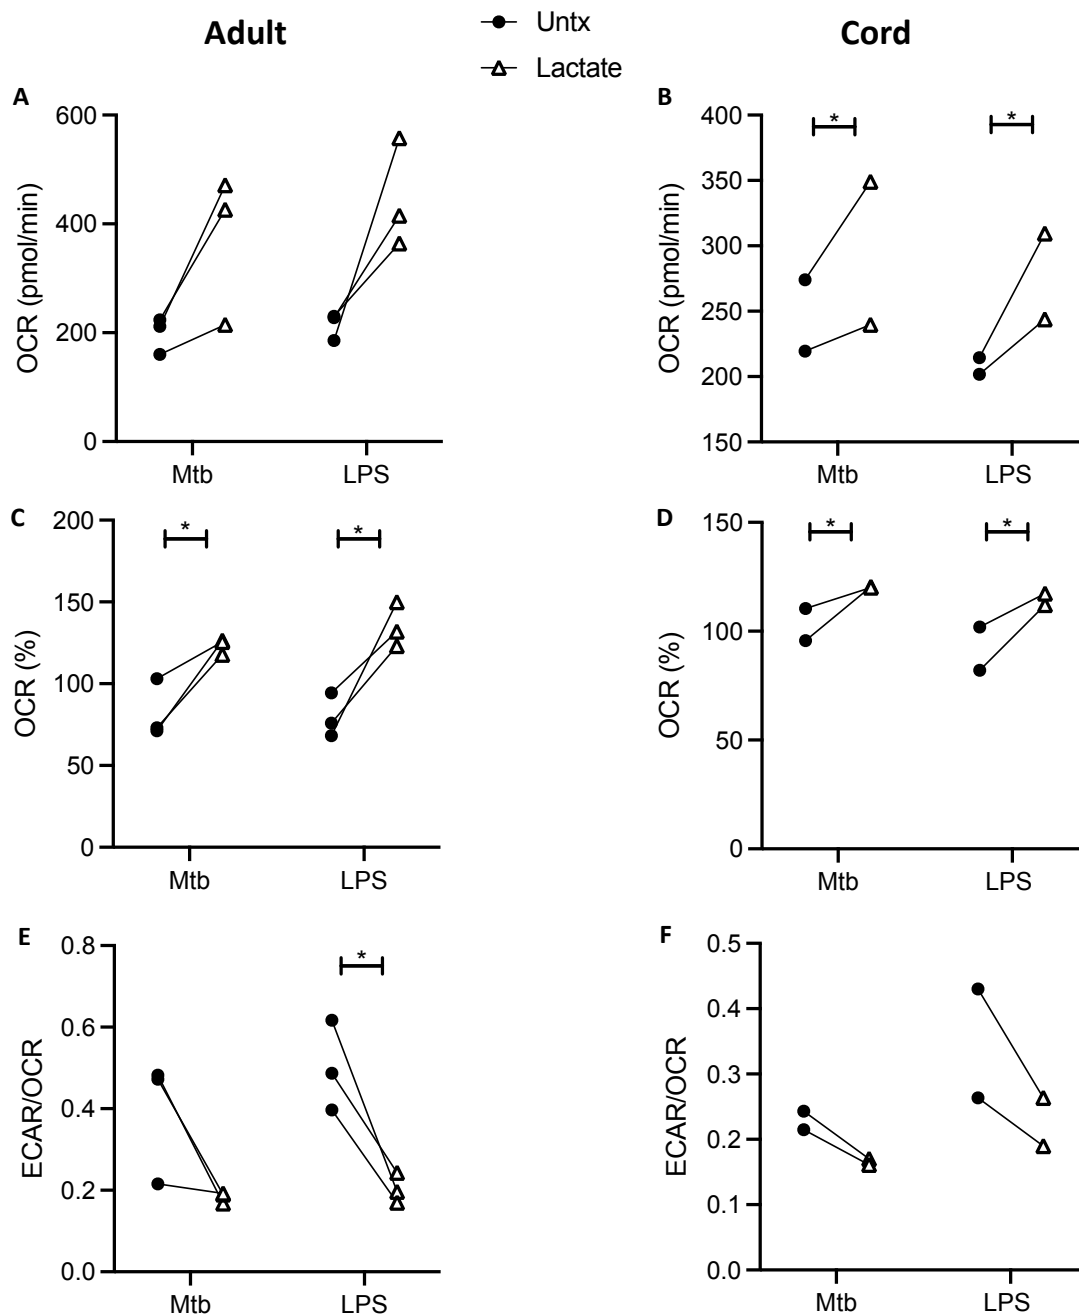 Adult
Untx
Lactate
Cord
A
600
400
200
0
OCR (pmol/min)
Mtb
LPS
B
400
350
300
250
200
150
OCR (pmol/min)
*
*
Mtb
LPS
C
200
150
100
50
0
OCR (%)
*
*
Mtb
LPS
D
150
100
50
0
OCR (%)
*
*
Mtb
LPS
E
0.8
0.6
0.4
0.2
0.0
ECAR/OCR
*
Mtb
LPS
F
0.5
0.4
0.3
0.2
0.1
0.0
ECAR/OCR
Mtb
LPS